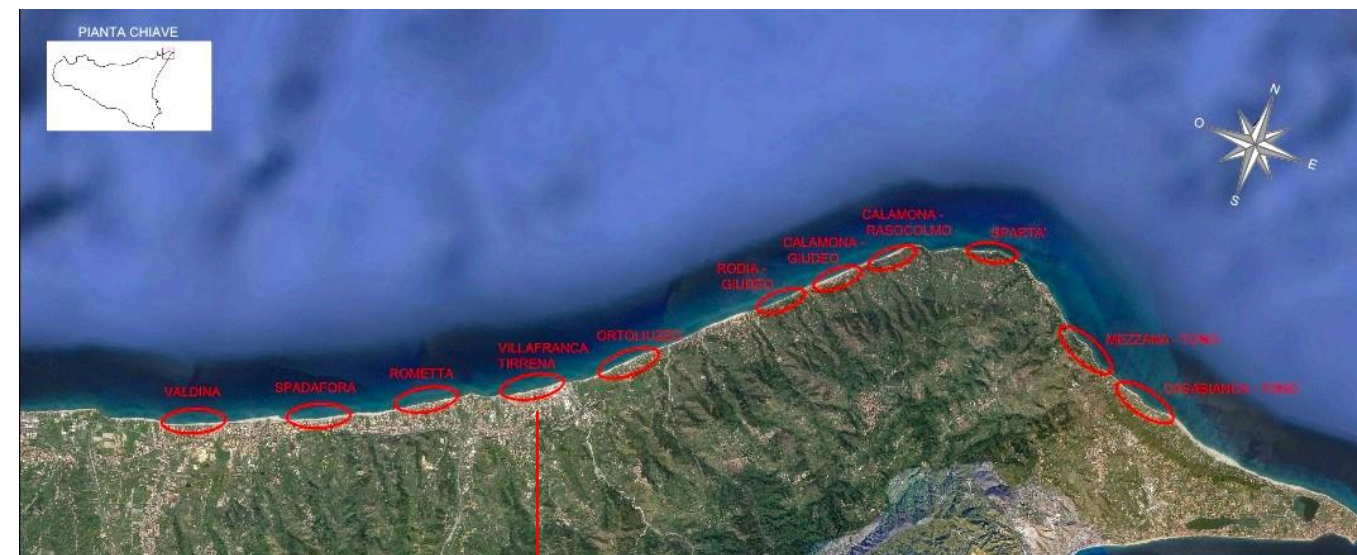 PIANTA CHIAVE
N
O
E
S
CALAMONA -
RASOCOLMO
SPARTA'
CALAMONA -
GIUDEO
RODIA -
GIUDEO
ORTOLIUZZO
VILLAFRANCA
TIRRENA
ROMETTA
SPADAFORA
VALDINA
MEZZANA - TONO
CASABIANCA - TONO